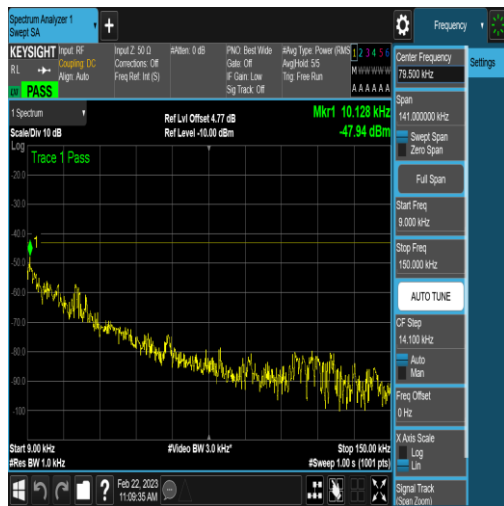 Spectrum Analyzer 1
Swept SA
+
Frequency
KEYSIGHT
Input: RF
Input Z: 50 Ω
#Atten: 0 dB
PNO: Best Wide
#Avg Type: Power (RMS
1 2 3 4 5 6
RL
Coupling: DC
Corrections: Off
Gate: Off
Avg|Hold: 5/5
M W W W W W
Align: Auto
Freq Ref: Int (S)
IF Gain: Low
Trig: Free Run
PASS
Sig Track: Off
A A A A A A
1 Spectrum
Ref Lvl Offset 4.77 dB
Mkr1 10.128 kHz
Scale/Div 10 dB
Ref Level -10.00 dBm
-47.94 dBm
Log
Trace 1 Pass
-20.0
-30.0
-40.0
1
-50.0
-60.0
-70.0
-80.0
-90.0
-100
Start 9.00 kHz
#Video BW 3.0 kHz*
Stop 150.00 kHz
#Res BW 1.0 kHz
#Sweep 1.00 s (1001 pts)
Feb 22, 2023
11:09:35 AM
?
Center Frequency
79.500 kHz
Settings
Span
141.000000 kHz
Swept Span
Zero Span
Full Span
Start Freq
9.000 kHz
Stop Freq
150.000 kHz
AUTO TUNE
CF Step
14.100 kHz
Auto
Man
Freq Offset
0 Hz
X Axis Scale
Log
Lin
Signal Track
(Span Zoom)